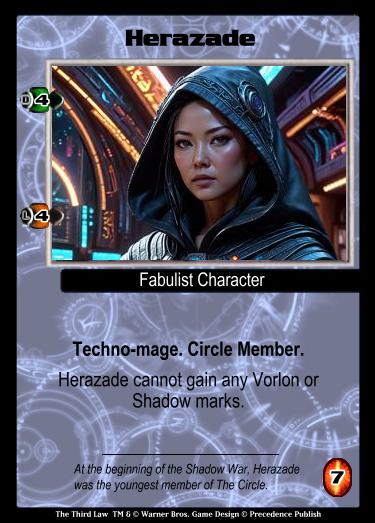 Herazade
D 4
L 4
Fabulist Character
Techno-mage. Circle Member.
Herazade cannot gain any Vorlon or
Shadow marks.
At the beginning of the Shadow War, Herazade
was the youngest member of The Circle.
7
The Third Law TM & © Warner Bros. Game Design © Precedence Publish